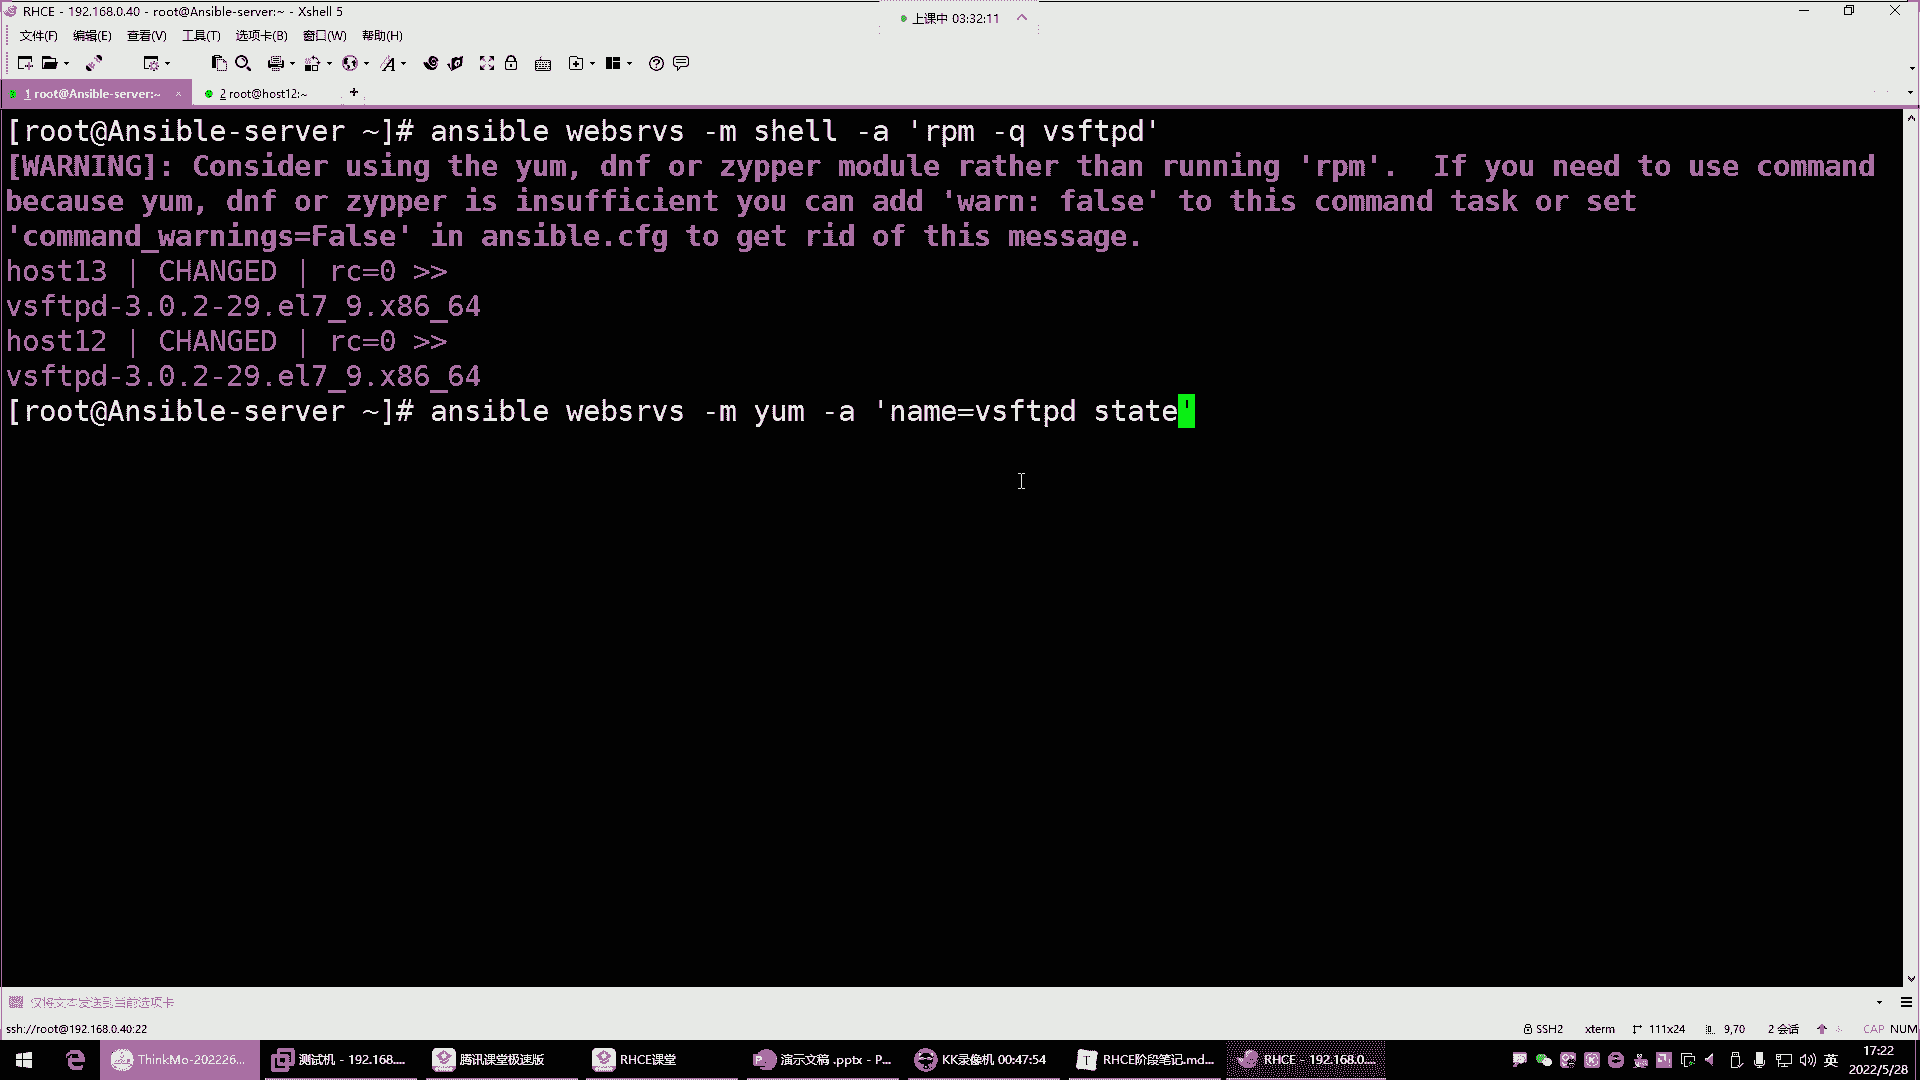 RHCE - 192.168.0.40 - root@Ansible-server:~ - Xshell 5
上课中 03:32:11
文件(F) 编辑(E) 查看(V) 工具(T) 选项卡(B) 窗口(W) 帮助(H)
1 root@Ansible-server:~ × 2 root@host12:~ +
[root@Ansible-server ~]# ansible websrvs -m shell -a 'rpm -q vsftpd'
[WARNING]: Consider using the yum, dnf or zypper module rather than running 'rpm'.  If you need to use command
because yum, dnf or zypper is insufficient you can add 'warn: false' to this command task or set
'command_warnings=False' in ansible.cfg to get rid of this message.
host13 | CHANGED | rc=0 >>
vsftpd-3.0.2-29.el7_9.x86_64
host12 | CHANGED | rc=0 >>
vsftpd-3.0.2-29.el7_9.x86_64
[root@Ansible-server ~]# ansible websrvs -m yum -a 'name=vsftpd state'
仅将文本发送到当前选项卡
ssh://root@192.168.0.40:22 SSH2 xterm 111x24 9,70 2 会话 CAP NUM
ThinkMo-202226... 测试机 - 192.168.... 腾讯课堂极速版 RHCE课堂 演示文稿 .pptx - P... KK录像机 00:47:54 RHCE阶段笔记.md... RHCE - 192.168.0.... 英 17:22
2022/5/28